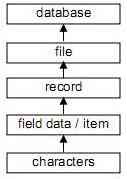 database
file
record
field data / item
characters